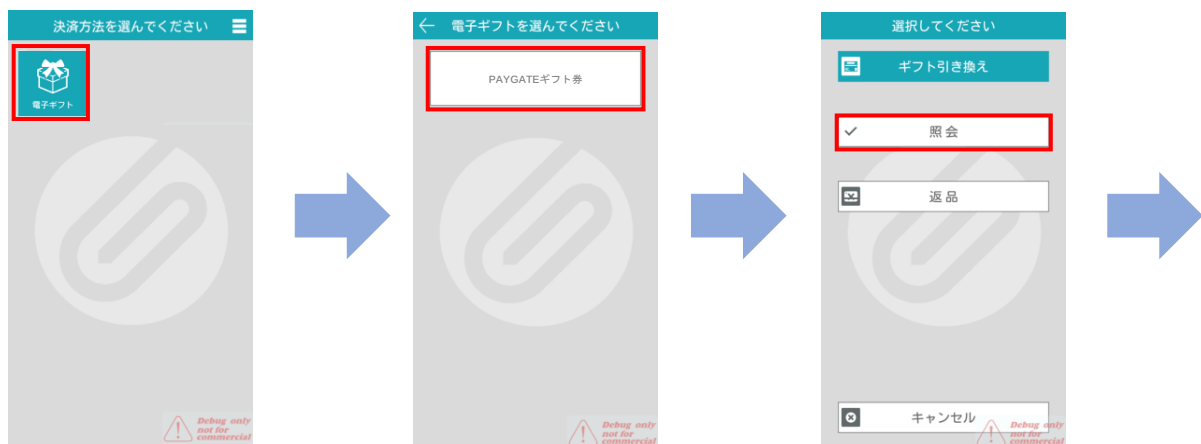 決済方法を選んでください
電子ギフト
Debug only
not for
commercial
電子ギフトを選んでください
PAYGATEギフト券
Debug only
not for
commercial
選択してください
ギフト引き換え
照会
返品
キャンセル
Debug only
not for
commercial